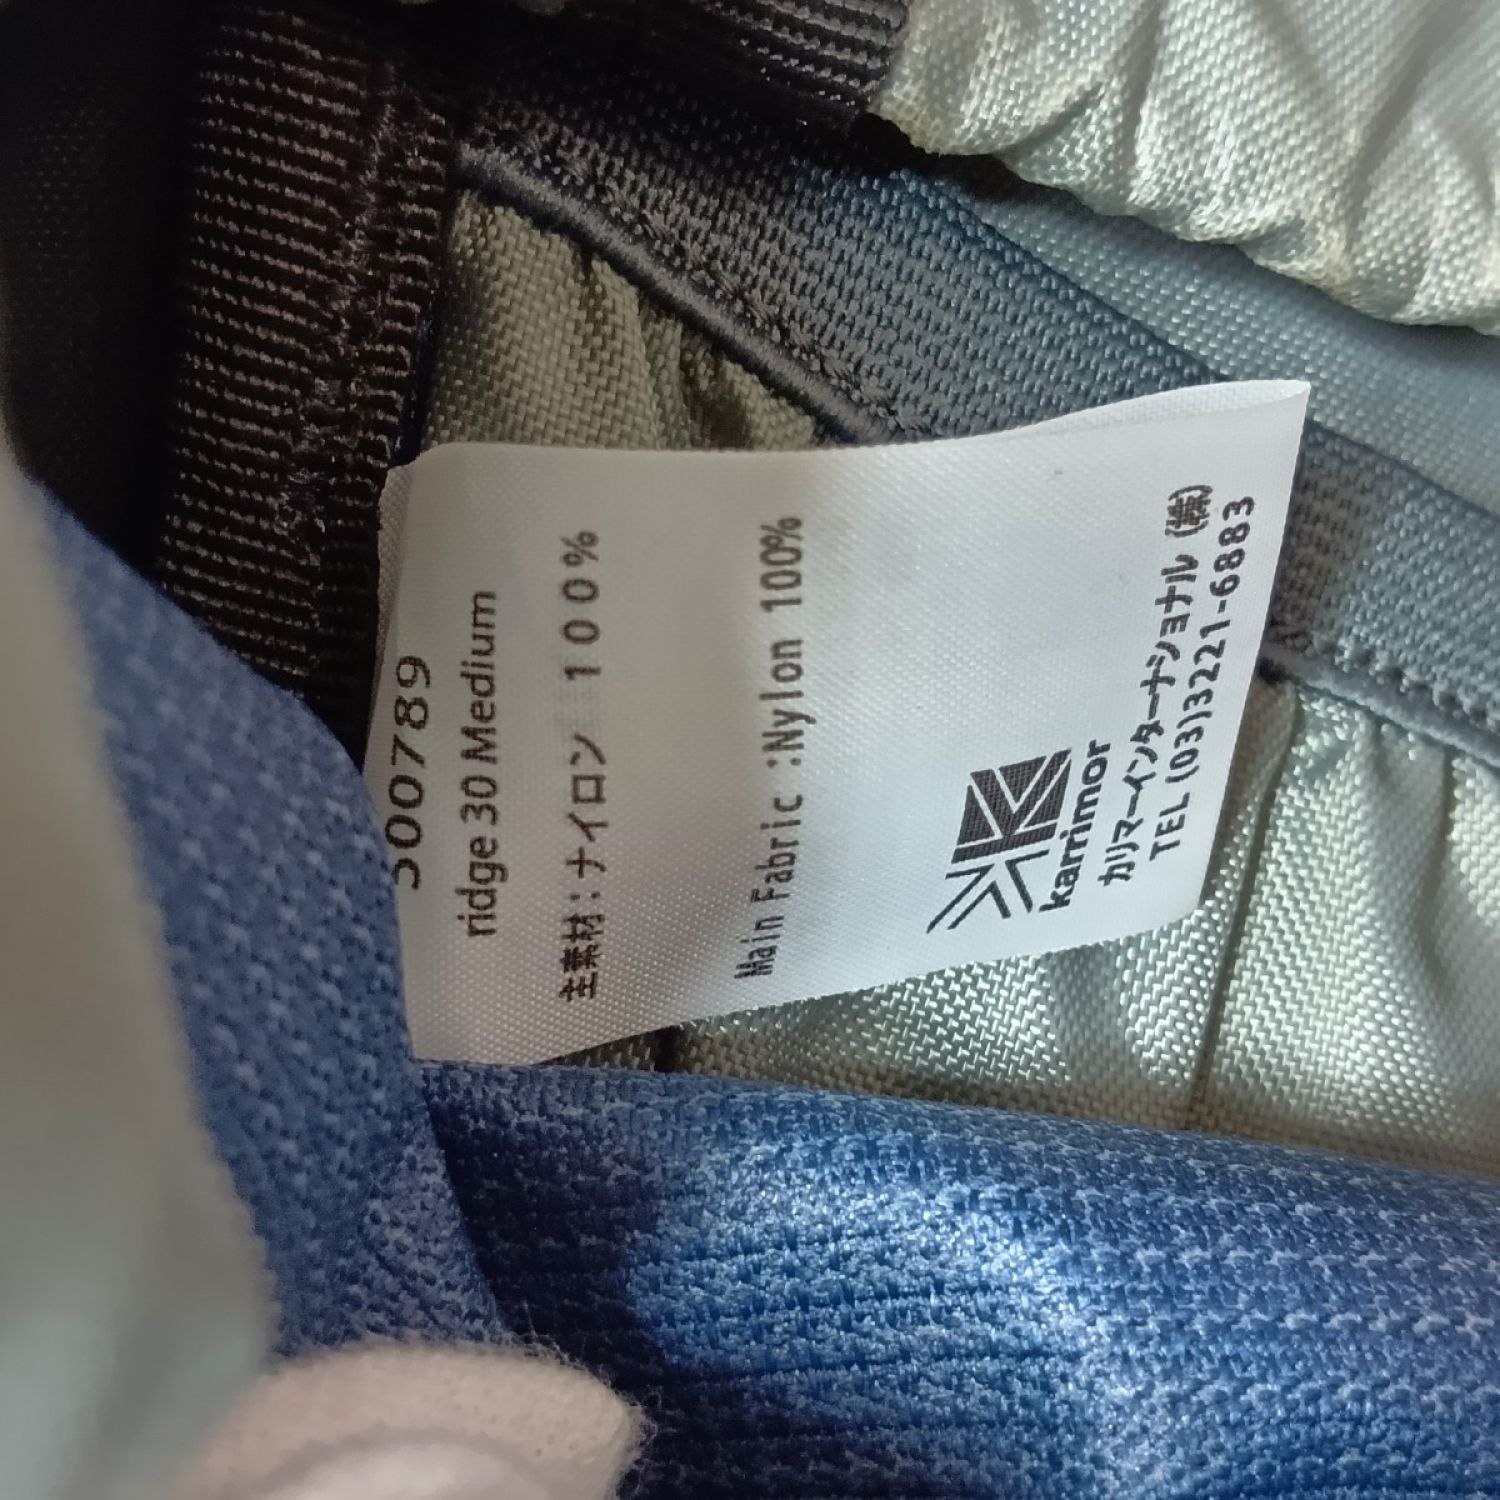 500789
ridge 30 Medium
主素材:ナイロン 100%
Main Fabric :Nylon 100%
karrimor
カリマーインターナショナル (株)
TEL (03)3221-6883